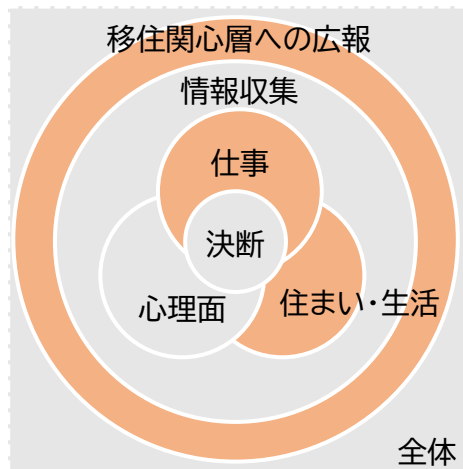 移住関心層への広報
情報収集
仕事
決断
心理面
住まい・生活
全体